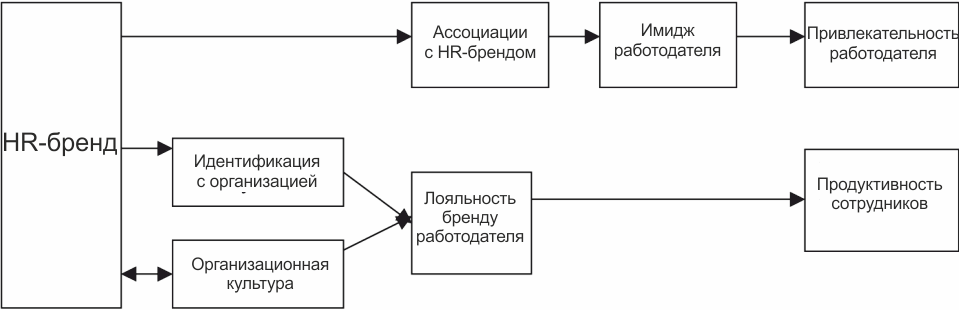 HR-бренд
Ассоциации
с HR-брендом
Имидж
работодателя
Привлекательность
работодателя
Идентификация
с организацией
Организационная
культура
Лояльность
бренду
работодателя
Продуктивность
сотрудников